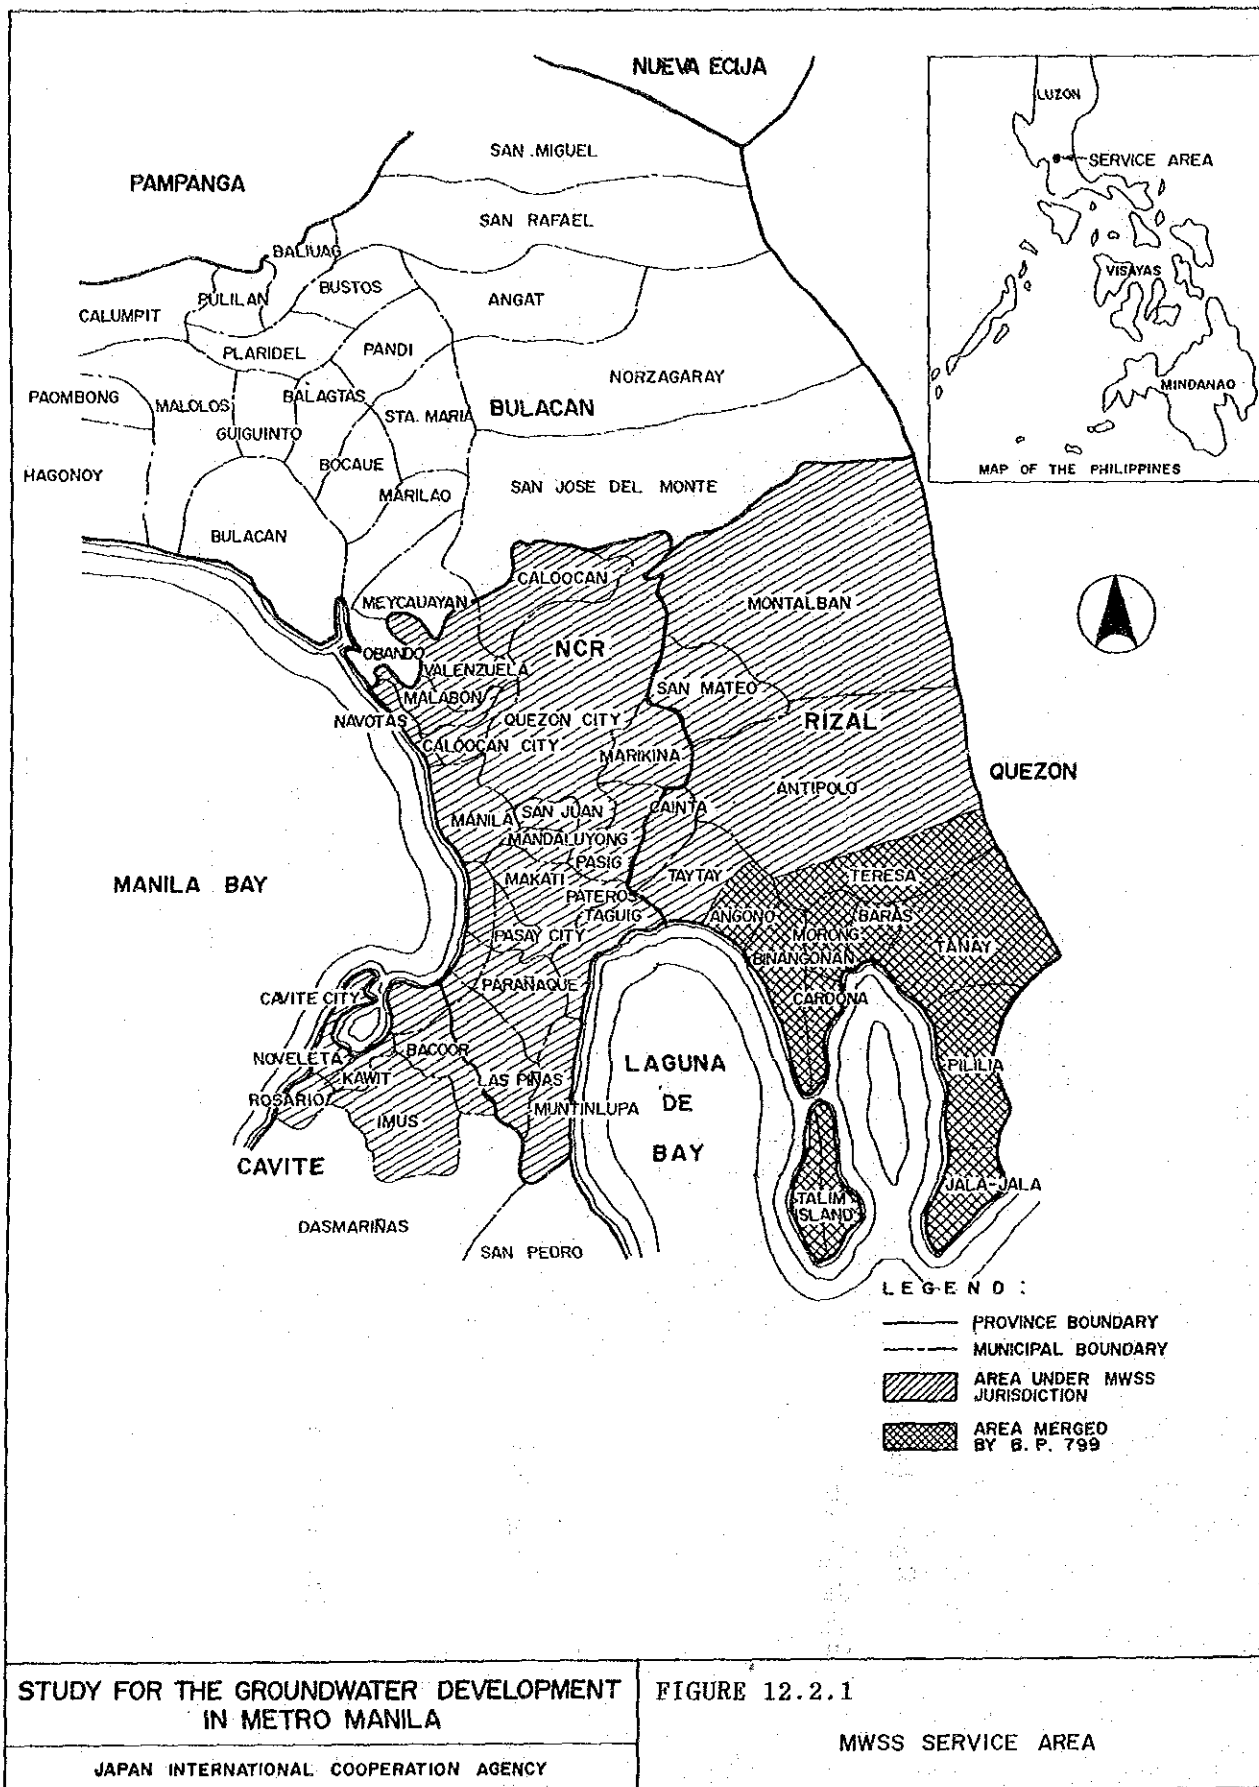 NUEVA ECIJA
LUZON
SERVICE AREA
VISAYAS
MINDANAO
MAP OF THE PHILIPPINES
SAN MIGUEL
PAMPANGA
SAN RAFAEL
BALIUAG
BUSTOS
PULILAN
ANGAT
CALUMPIT
PLARIDEL
PANDI
NORZAGARAY
PAOMBONG
MALOLOS
BALAGTAS
STA. MARIA
BULACAN
GUIGUINTO
HAGONOY
BOCAUE
MARILAO
SAN JOSE DEL MONTE
BULACAN
CALOOCAN
MEYCAUAYAN
MONTALBAN
OBANDO
NCR
VALENZUELA
MALABON
SAN MATEO
NAVOTAS
QUEZON CITY
RIZAL
CALOOCAN CITY
MARIKINA
QUEZON
ANTIPOLO
MANILA
SAN JUAN
CAINTA
MANDALUYONG
PASIG
MANILA BAY
MAKATI
TAYTAY
TERESA
PATEROS
TAGUIG
ANGONO
BARAS
PASAY CITY
MORONG
TANAY
BINANGONAN
PARAÑAQUE
CARDONA
CAVITE CITY
NOVELETA
BACOOR
LAGUNA
DE
BAY
PILILIA
KAWIT
LAS PIÑAS
ROSARIO
MUNTINLUPA
IMUS
CAVITE
JALA-JALA
TALIM
ISLAND
DASMARIÑAS
SAN PEDRO
LEGEND :
PROVINCE BOUNDARY
MUNICIPAL BOUNDARY
AREA UNDER MWSS
JURISDICTION
AREA MERGED
BY B.P. 799
STUDY FOR THE GROUNDWATER DEVELOPMENT
IN METRO MANILA
JAPAN INTERNATIONAL COOPERATION AGENCY
FIGURE 12.2.1
MWSS SERVICE AREA